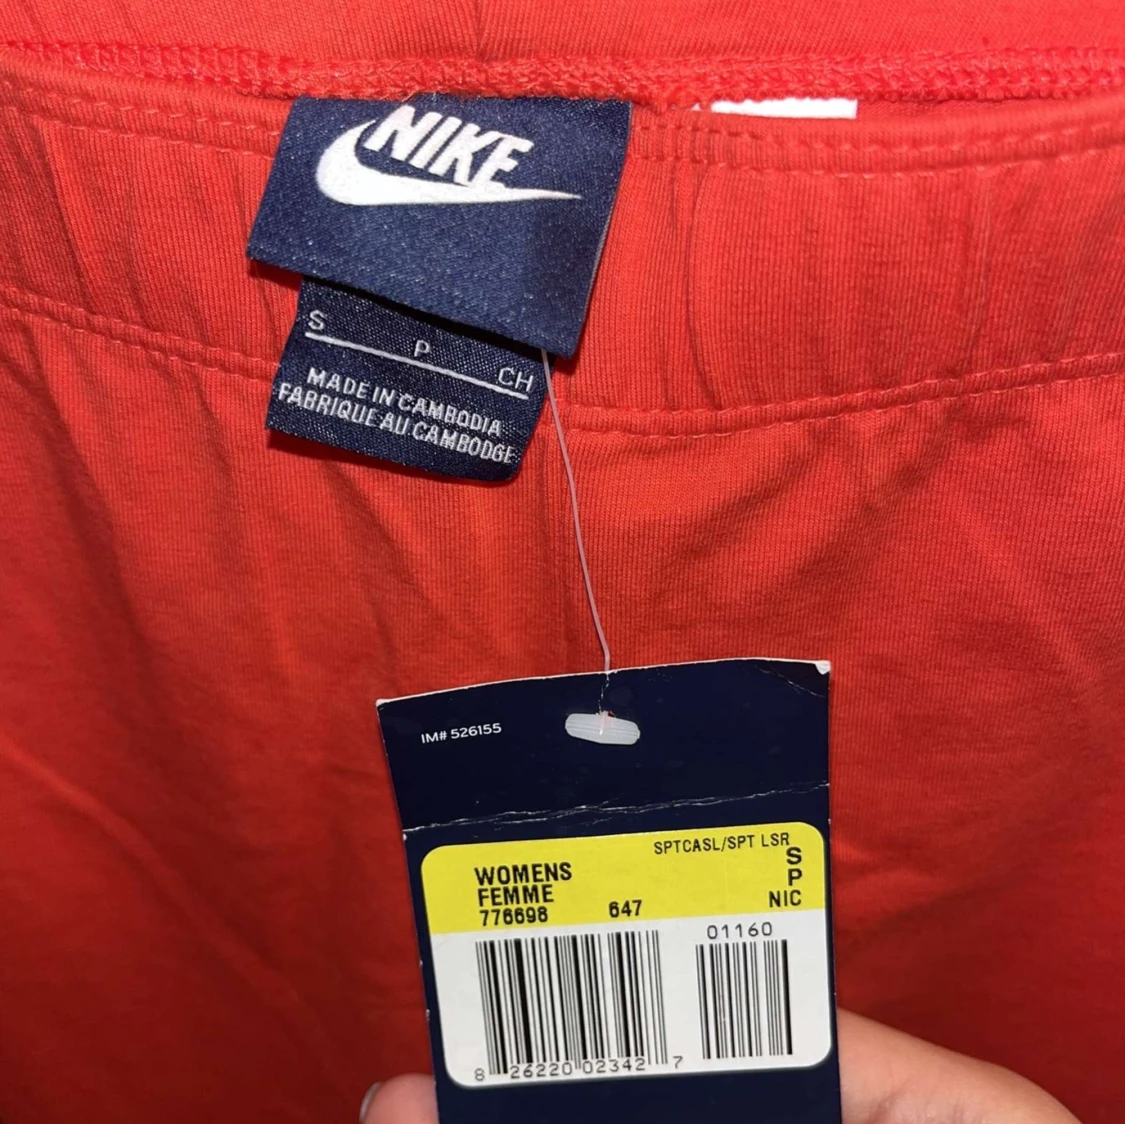 NIKE
S
P
CH
MADE IN CAMBODIA
FABRIQUE AU CAMBODGE
IM# 526155
SPTCASL/SPT LSR
WOMENS
FEMME
776698 647
S
P
NIC
01160
8 26220 02342 7